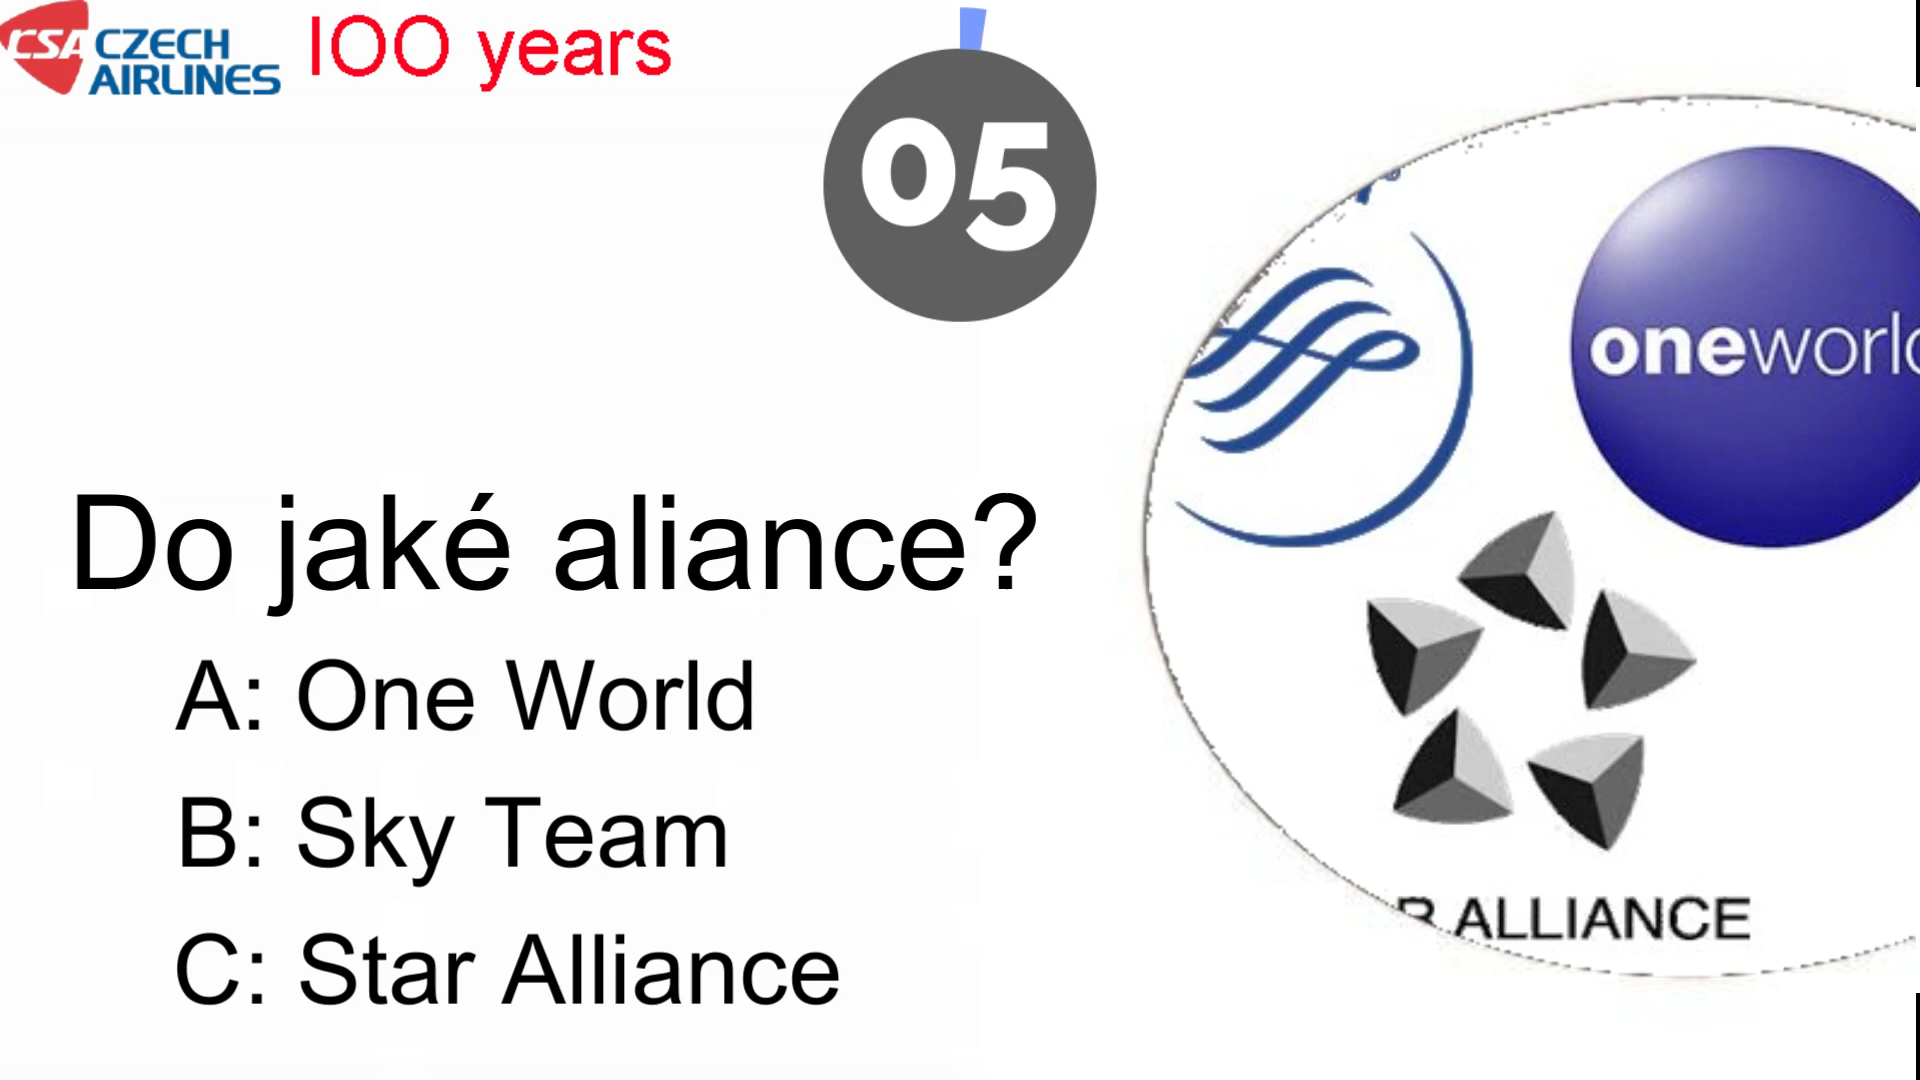 CSA CZECH
AIRLINES
100 years
05
oneworld
Do jaké aliance?
A: One World
B: Sky Team
C: Star Alliance
R ALLIANCE